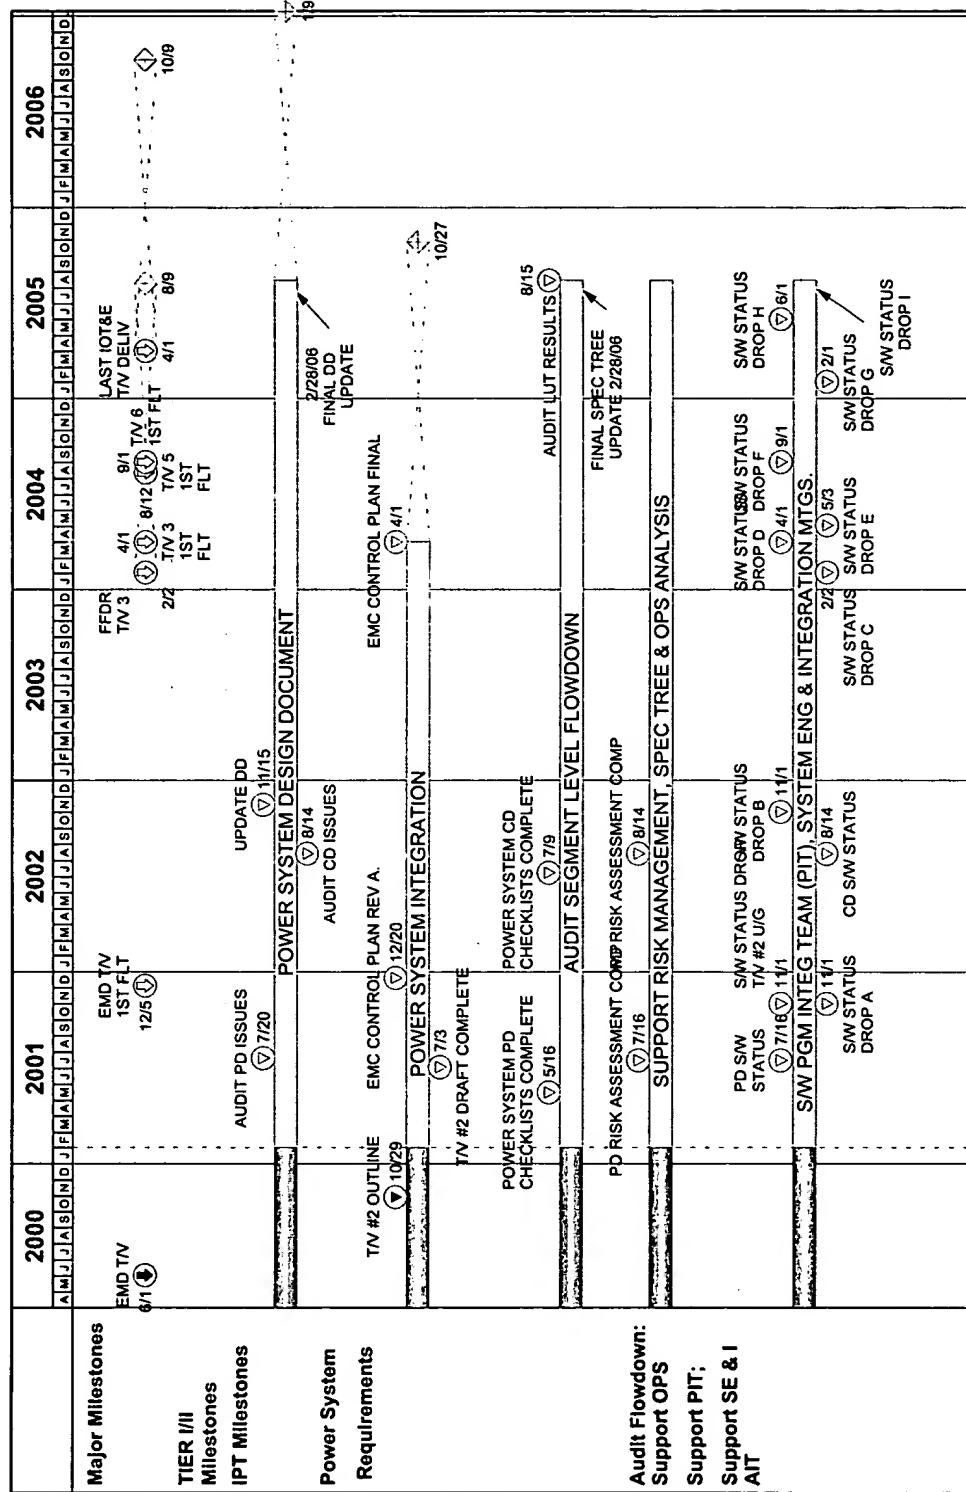 2000 2001 2002 2003 2004 2005 2006
A M J J A S O N D J F M A M J J A S O N D J F M A M J J A S O N D J F M A M J J A S O N D J F M A M J J A S O N D J F M A M J J A S O N D J F M A M J J A S O N D
Major Milestones
EMD T/V
6/1
EMD T/V
1ST FLT
12/5
FFDR
T/V 3
2/2
4/1
T/V 3
1ST
FLT
8/12
T/V 5
1ST
FLT
9/1
T/V 6
1ST FLT
LAST IOT&E
T/V DELIV
4/1
8/9
10/9
TIER I/II
Milestones
IPT Milestones
AUDIT PD ISSUES
7/20
UPDATE DD
11/15
POWER SYSTEM DESIGN DOCUMENT
8/14
AUDIT CD ISSUES
2/28/06
FINAL DD
UPDATE
1/9
Power System
Requirements
T/V #2 OUTLINE
10/29
EMC CONTROL PLAN REV A.
12/20
EMC CONTROL PLAN FINAL
4/1
POWER SYSTEM INTEGRATION
7/3
T/V #2 DRAFT COMPLETE
10/27
POWER SYSTEM PD
CHECKLISTS COMPLETE
5/16
POWER SYSTEM CD
CHECKLISTS COMPLETE
7/9
AUDIT LUT RESULTS
8/15
AUDIT SEGMENT LEVEL FLOWDOWN
FINAL SPEC TREE
UPDATE 2/28/06
Audit Flowdown:
Support OPS
PD RISK ASSESSMENT COMP
7/16
RISK ASSESSMENT COMP
8/14
SUPPORT RISK MANAGEMENT, SPEC TREE & OPS ANALYSIS
Support PIT;
Support SE & I
AIT
PD S/W
STATUS
7/16
S/W STATUS DROP
T/V #2 U/G
11/1
S/W STATUS
DROP B
11/1
S/W STATUS
DROP D
4/1
S/W STATUS
DROP F
9/1
S/W STATUS
DROP H
6/1
S/W PGM INTEG TEAM (PIT), SYSTEM ENG & INTEGRATION MTGS.
11/1
S/W STATUS
DROP A
8/14
CD S/W STATUS
2/2
S/W STATUS
DROP C
5/3
S/W STATUS
DROP E
2/1
S/W STATUS
DROP G
S/W STATUS
DROP I